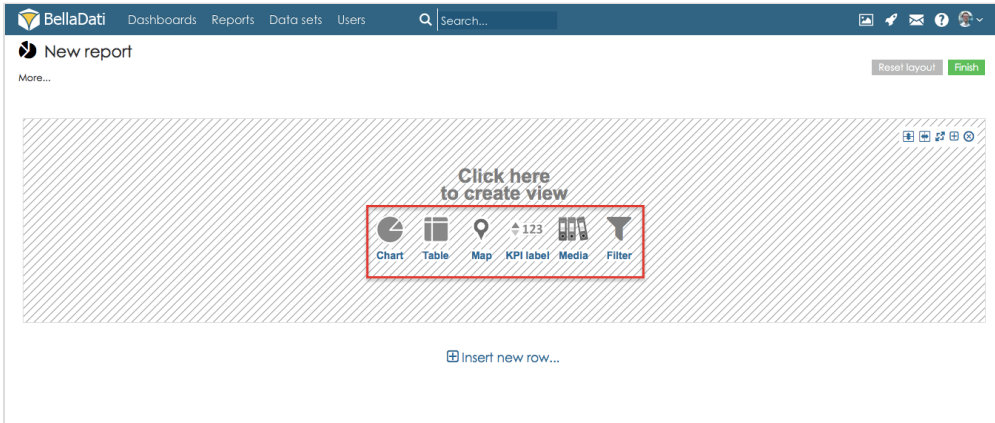 BellaDati Dashboards Reports Data sets Users Search...
New report
Reset layout Finish
More...
Click here
to create view
123
Chart Table Map KPI label Media Filter
Insert new row...